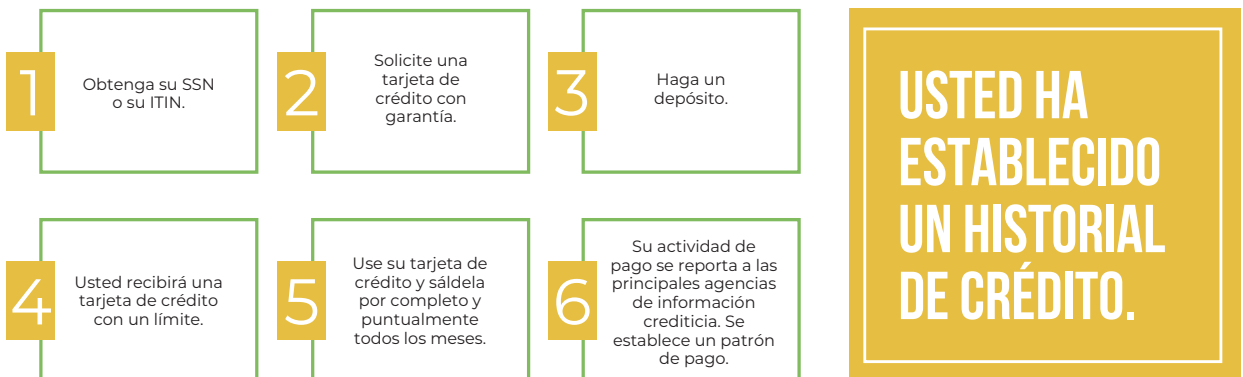 1
Obtenga su SSN
o su ITIN.
2
Solicite una
tarjeta de
crédito con
garantía.
3
Haga un
depósito.
4
Usted recibirá una
tarjeta de crédito
con un límite.
5
Use su tarjeta de
crédito y sáldela
por completo y
puntualmente
todos los meses.
6
Su actividad de
pago se reporta a las
principales agencias
de información
crediticia. Se
establece un patrón
de pago.
USTED HA
ESTABLECIDO
UN HISTORIAL
DE CRÉDITO.